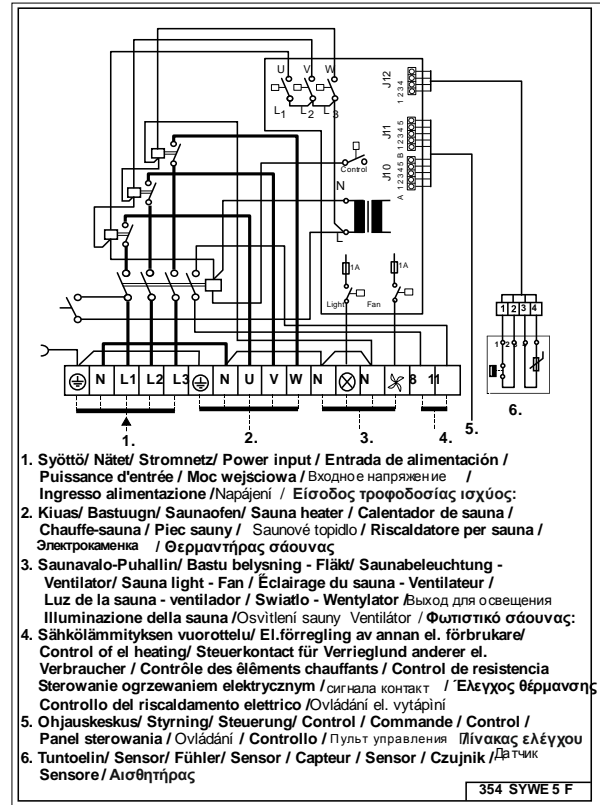 U V W
L1 L2 L3
J12
1 2 3 4
J11
1 2 3 4 5
B
J10
1 2 3 4 5
A
Control
N
L
1A
1A
Light
Fan
1 2 3 4
1 2 3 4
N L1 L2 L3 N U V W N N 8 11
1. 2. 3. 4. 5. 6.
1. Syöttö/ Nätet/ Stromnetz/ Power input / Entrada de alimentación /
Puissance d'entrée / Moc wejsciowa / Входное напряжение /
Ingresso alimentazione /Napájení / Είσοδος τροφοδοσίας ισχύος:
2. Kiuas/ Bastuugn/ Saunaofen/ Sauna heater / Calentador de sauna /
Chauffe-sauna / Piec sauny / Saunové topidlo / Riscaldatore per sauna /
Электрокаменка / Θερμαντήρας σάουνας
3. Saunavalo-Puhallin/ Bastu belysning - Fläkt/ Saunabeleuchtung -
Ventilator/ Sauna light - Fan / Éclairage du sauna - Ventilateur /
Luz de la sauna - ventilador / Swiatlo - Wentylator /Выход для освещения
Illuminazione della sauna /Osvìtlení sauny Ventilátor / Φωτιστικό σάουνας:
4. Sähkölämmityksen vuorottelu/ El.förregling av annan el. förbrukare/
Control of el heating/ Steuerkontact für Verrieglund anderer el.
Verbraucher / Contrôle des êlêments chauffants / Control de resistencia
Sterowanie ogrzewaniem elektrycznym /сигнала контакт / Έλεγχος θέρμανσης
Controllo del riscaldamento elettrico /Ovládání el. vytápìní
5. Ohjauskeskus/ Styrning/ Steuerung/ Control / Commande / Control /
Panel sterowania / Ovládání / Controllo / Пульт управления Πίνακας ελέγχου
6. Tuntoelin/ Sensor/ Fühler/ Sensor / Capteur / Sensor / Czujnik /Датчик
Sensore / Αισθητήρας
354 SYWE 5 F